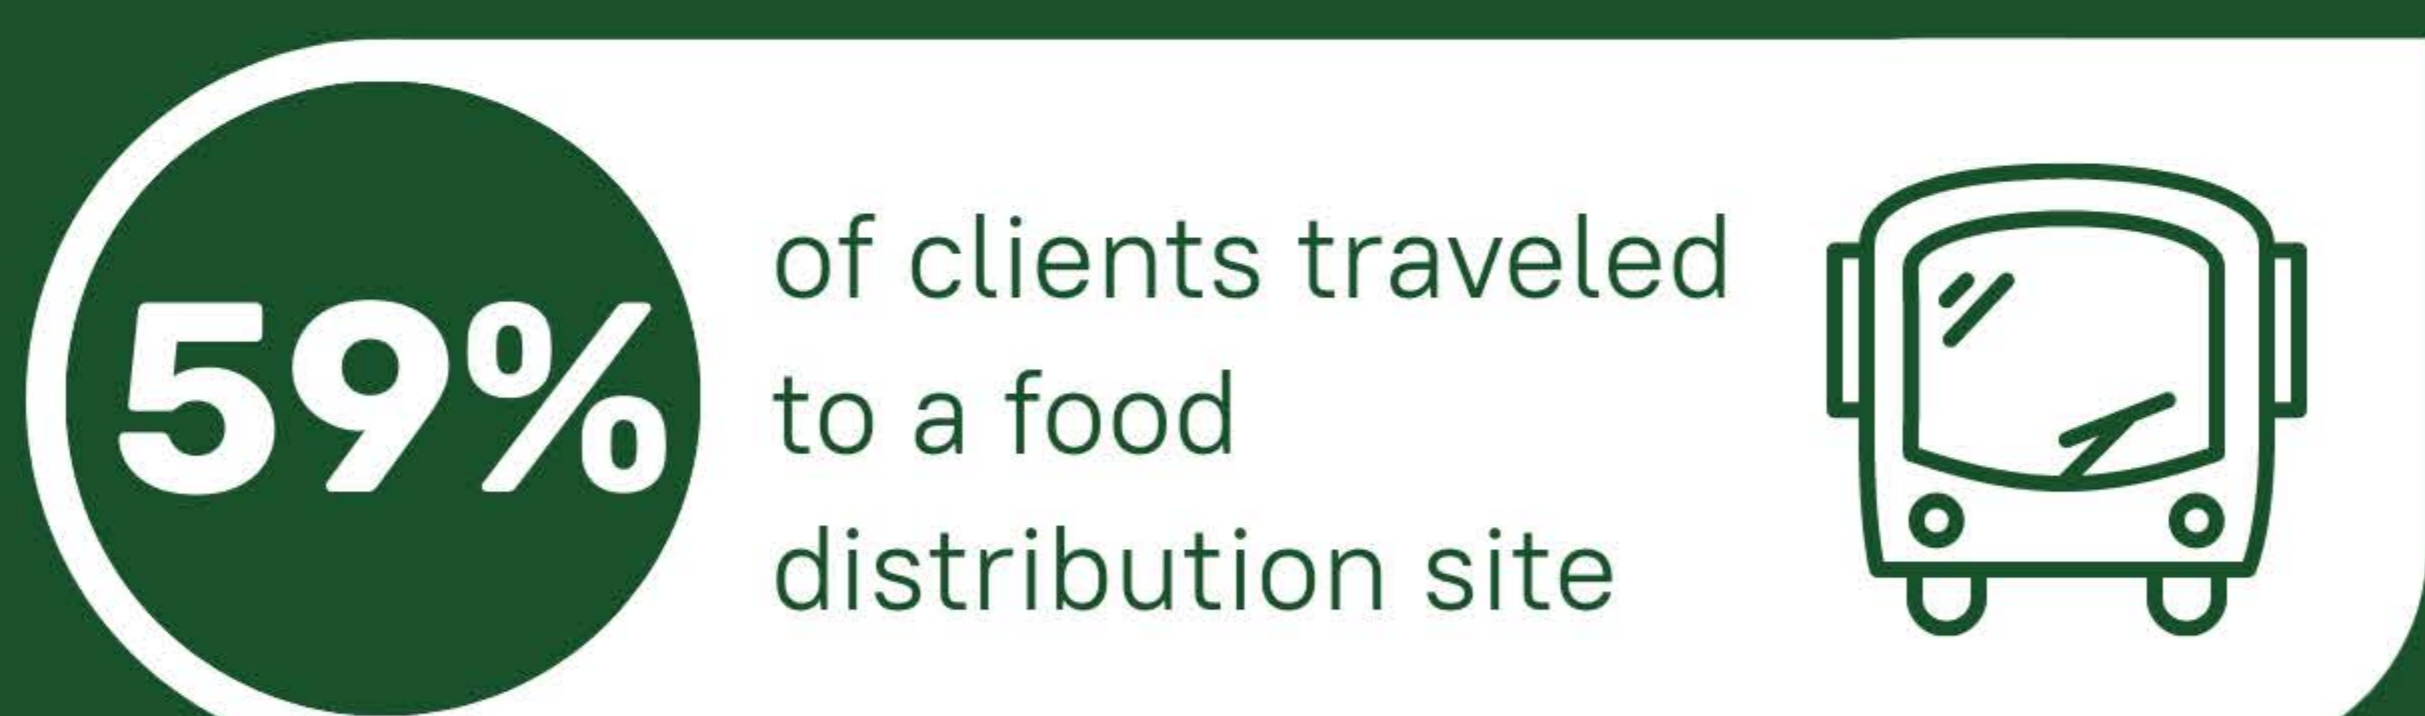 59%
of clients traveled
to a food
distribution site